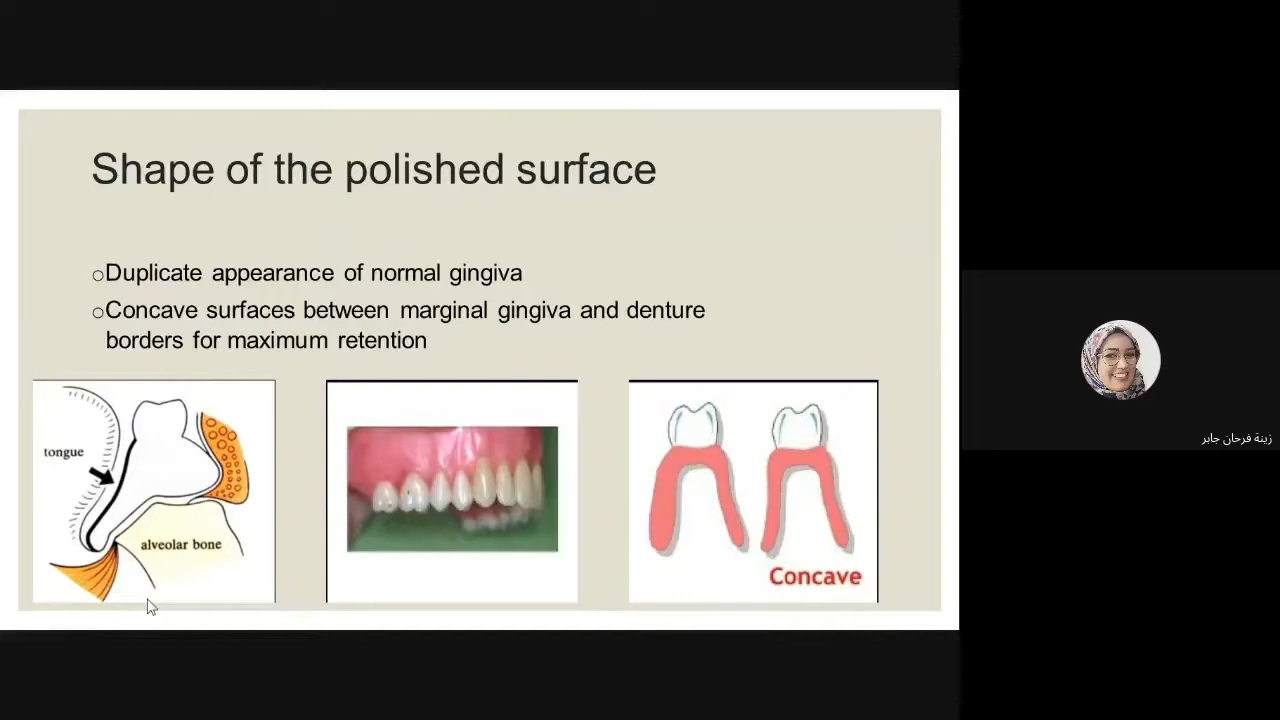 Shape of the polished surface
○Duplicate appearance of normal gingiva
○Concave surfaces between marginal gingiva and denture
borders for maximum retention
tongue
alveolar bone
Concave
زينة فرحان جابر